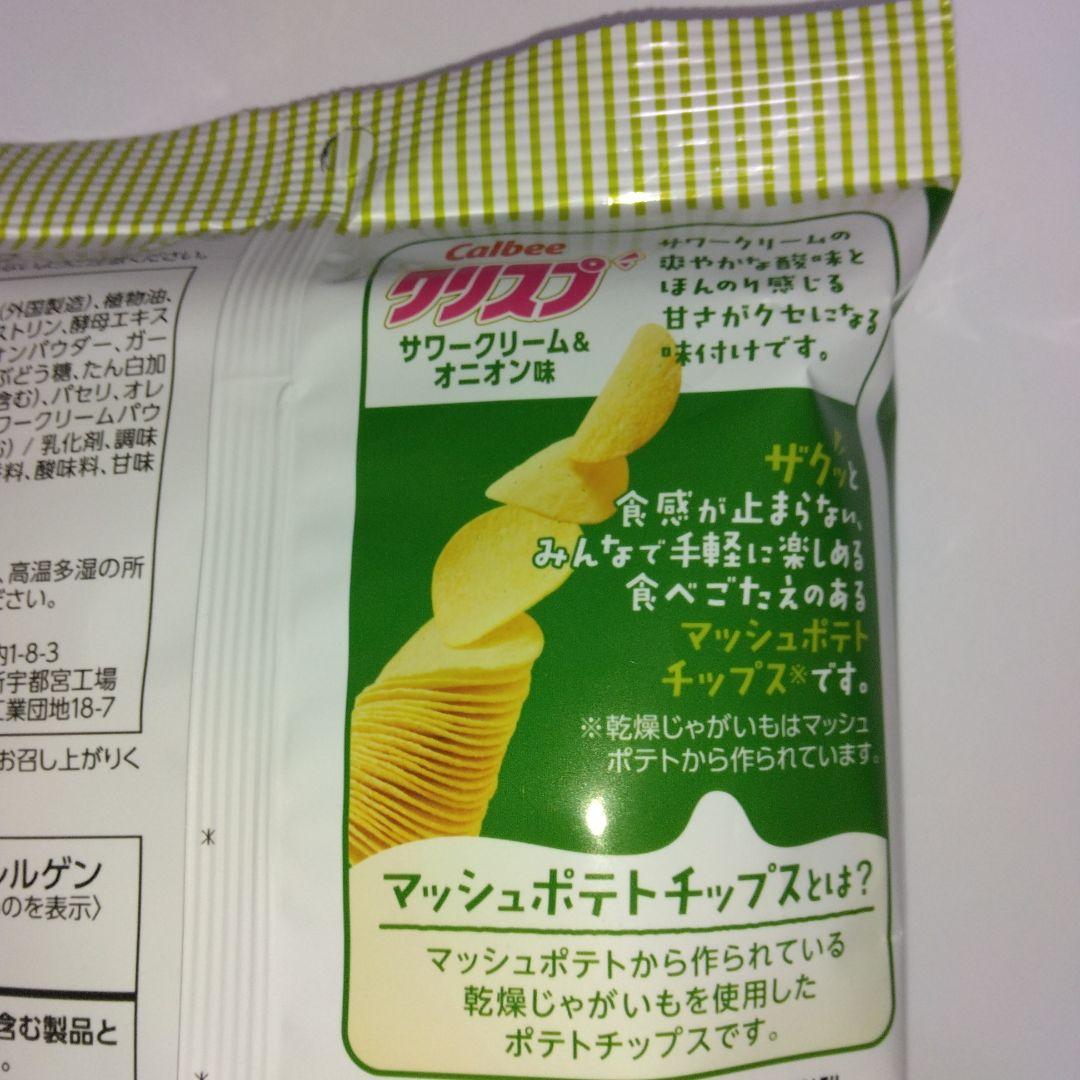 ください。
(外国製造)、植物油、
ストリン、酵母エキス
オンパウダー、ガー
ぶどう糖、たん白加
含む)、パセリ、オレ
ワークリームパウ
/ 乳化剤、調味
料、酸味料、甘味
、高温多湿の所
ださい。
内1-8-3
新宇都宮工場
工業団地18-7
お召し上がりく
レルゲン
のを表示〉
含む製品と
。
*
*
Calbee
クリスプ
サワークリーム&
オニオン味
サワークリームの
爽やかな酸味と
ほんのり感じる
甘さがクセになる
味付けです。
ザクッと
食感が止まらない、
みんなで手軽に楽しめる
食べごたえのある
マッシュポテト
チップス※です。
※乾燥じゃがいもはマッシュ
ポテトから作られています。
マッシュポテトチップスとは?
マッシュポテトから作られている
乾燥じゃがいもを使用した
ポテトチップスです。